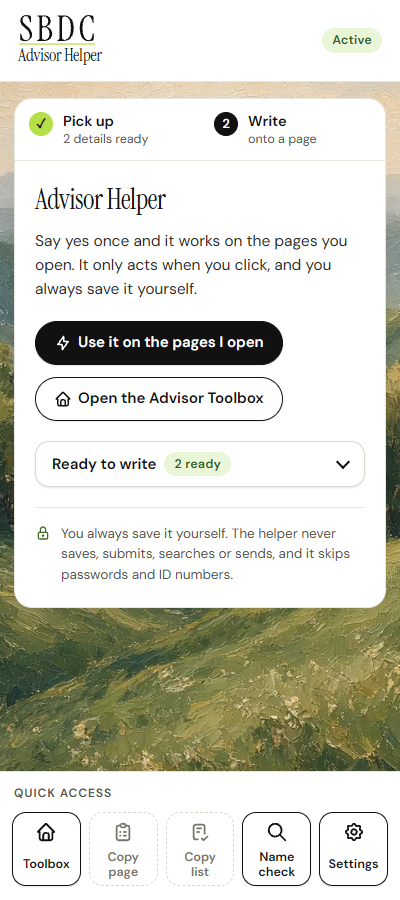 SBDC
Advisor Helper
Active
✓
Pick up
2 details ready
2
Write
onto a page
Advisor Helper
Say yes once and it works on the pages you
open. It only acts when you click, and you
always save it yourself.
Use it on the pages I open
Open the Advisor Toolbox
Ready to write
2 ready
You always save it yourself. The helper never
saves, submits, searches or sends, and it skips
passwords and ID numbers.
QUICK ACCESS
Toolbox
Copy
page
Copy
list
Name
check
Settings